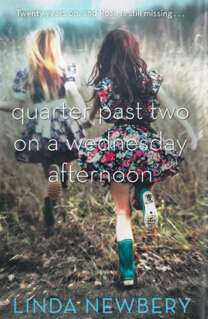 Twenty years on, and Rose is still missing . . .
quarter past two
on a wednesday
afternoon
LINDA NEWBERY